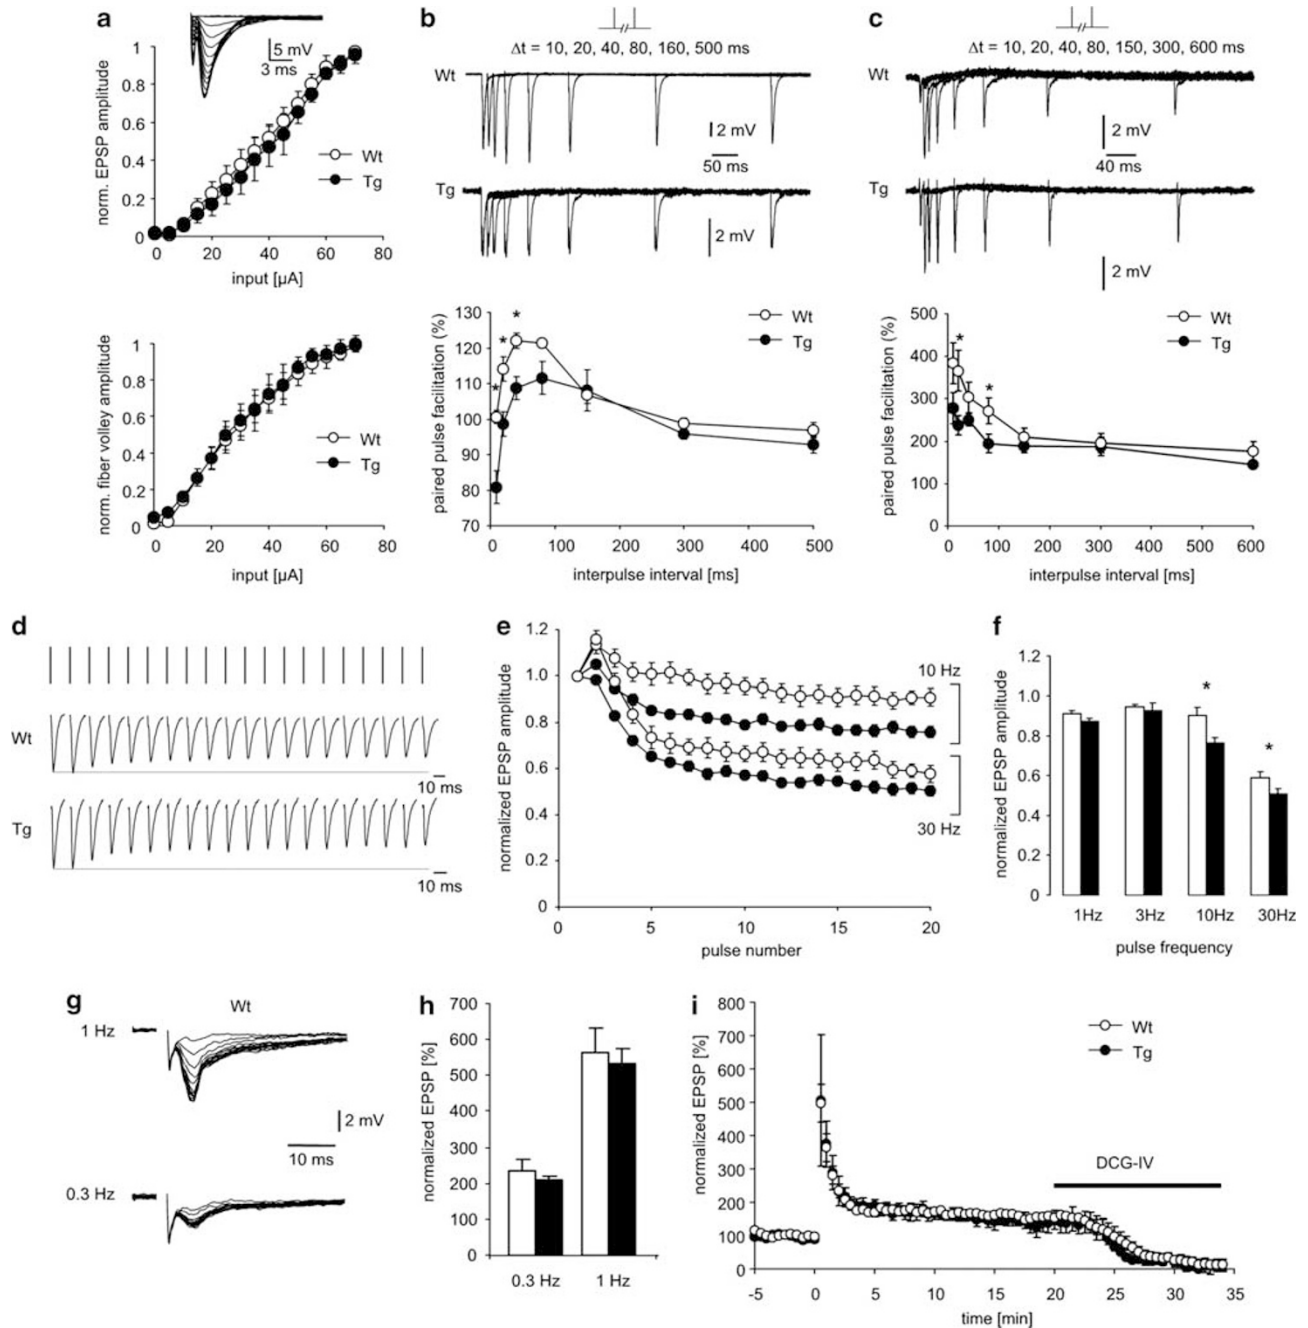 a
5 mV
3 ms
norm. EPSP amplitude
1
0.8
0.6
0.4
0.2
0
Wt
Tg
0 20 40 60 80
input [µA]
norm. fiber volley amplitude
1
0.8
0.6
0.4
0.2
0
Wt
Tg
0 20 40 60 80
input [µA]
b
Δt = 10, 20, 40, 80, 160, 500 ms
Wt
2 mV
50 ms
Tg
2 mV
paired pulse facilitation (%)
130
120
110
100
90
80
70
* * *
Wt
Tg
0 100 200 300 400 500
interpulse interval [ms]
c
Δt = 10, 20, 40, 80, 150, 300, 600 ms
Wt
2 mV
40 ms
Tg
2 mV
paired pulse facilitation (%)
500
400
300
200
100
0
* *
Wt
Tg
0 100 200 300 400 500 600
interpulse interval [ms]
d
Wt
10 ms
Tg
10 ms
e
normalized EPSP amplitude
1.2
1.0
0.8
0.6
0.4
0.2
0
10 Hz
30 Hz
0 5 10 15 20
pulse number
f
normalized EPSP amplitude
1.2
1.0
0.8
0.6
0.4
0.2
0
* *
1Hz 3Hz 10Hz 30Hz
pulse frequency
g
Wt
1 Hz
2 mV
10 ms
0.3 Hz
h
normalized EPSP [%]
700
600
500
400
300
200
100
0
0.3 Hz 1 Hz
i
normalized EPSP [%]
800
700
600
500
400
300
200
100
0
Wt
Tg
DCG-IV
-5 0 5 10 15 20 25 30 35
time [min]